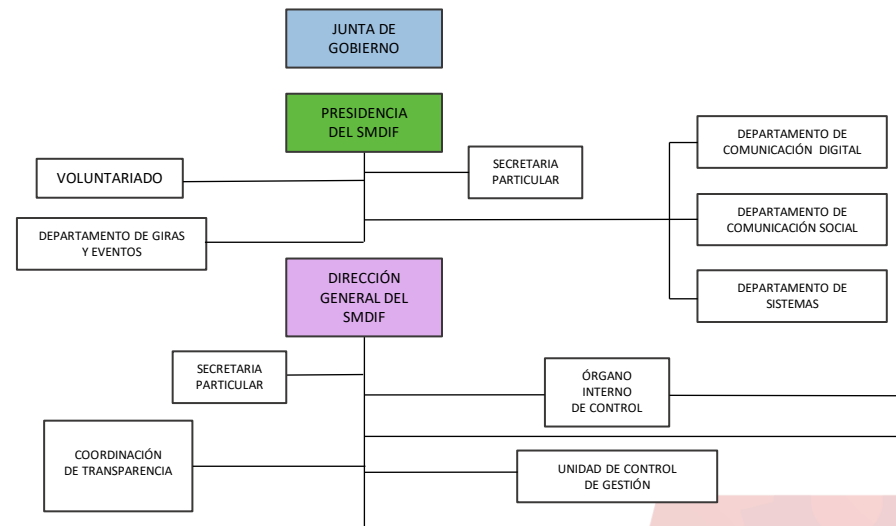 JUNTA DE
GOBIERNO
PRESIDENCIA
DEL SMDIF
DEPARTAMENTO DE
COMUNICACIÓN DIGITAL
VOLUNTARIADO
SECRETARIA
PARTICULAR
DEPARTAMENTO DE
COMUNICACIÓN SOCIAL
DEPARTAMENTO DE GIRAS
Y EVENTOS
DIRECCIÓN
GENERAL DEL
SMDIF
DEPARTAMENTO DE
SISTEMAS
SECRETARIA
PARTICULAR
ÓRGANO
INTERNO
DE CONTROL
COORDINACIÓN
DE TRANSPARENCIA
UNIDAD DE CONTROL
DE GESTIÓN